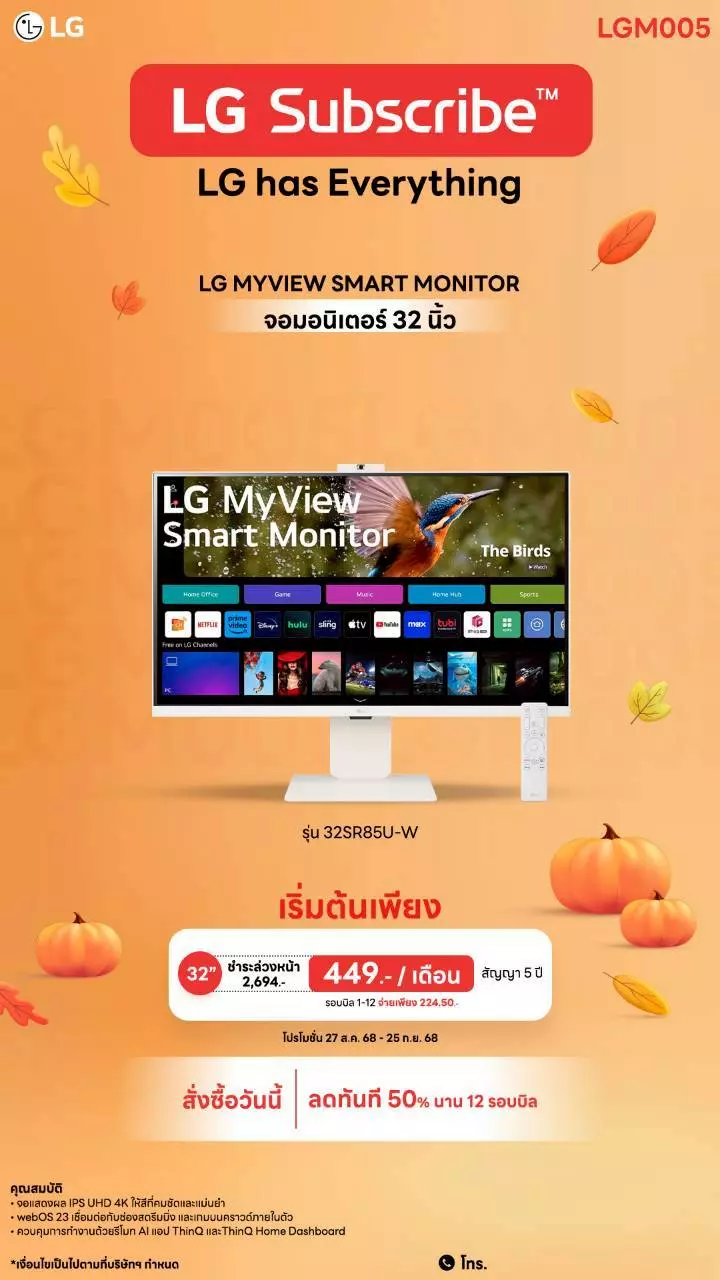 LG
LGM005
LG Subscribe™
LG has Everything
LG MYVIEW SMART MONITOR
จอมอนิเตอร์ 32 นิ้ว
LG MyView
Smart Monitor
The Birds
▶ Watch
Home Office
Game
Music
Home Hub
Sports
NETFLIX
prime video
Disney+
hulu
sling
tv
YouTube
max
tubi
APPS
Free on LG Channels
PC
รุ่น 32SR85U-W
เริ่มต้นเพียง
32”
ชำระล่วงหน้า
2,694.-
449.- / เดือน
สัญญา 5 ปี
รอบบิล 1-12 จ่ายเพียง 224.50.-
โปรโมชั่น 27 ส.ค. 68 - 25 ก.ย. 68
สั่งซื้อวันนี้
ลดทันที 50% นาน 12 รอบบิล
คุณสมบัติ
• จอแสดงผล IPS UHD 4K ให้สีที่คมชัดและแม่นยำ
• webOS 23 เชื่อมต่อกับช่องสตรีมมิ่ง และเกมบนคราวด์ภายในตัว
• ควบคุมการทำงานด้วยรีโมท AI แอป ThinQ และThinQ Home Dashboard
*เงื่อนไขเป็นไปตามที่บริษัทฯ กำหนด
โทร.